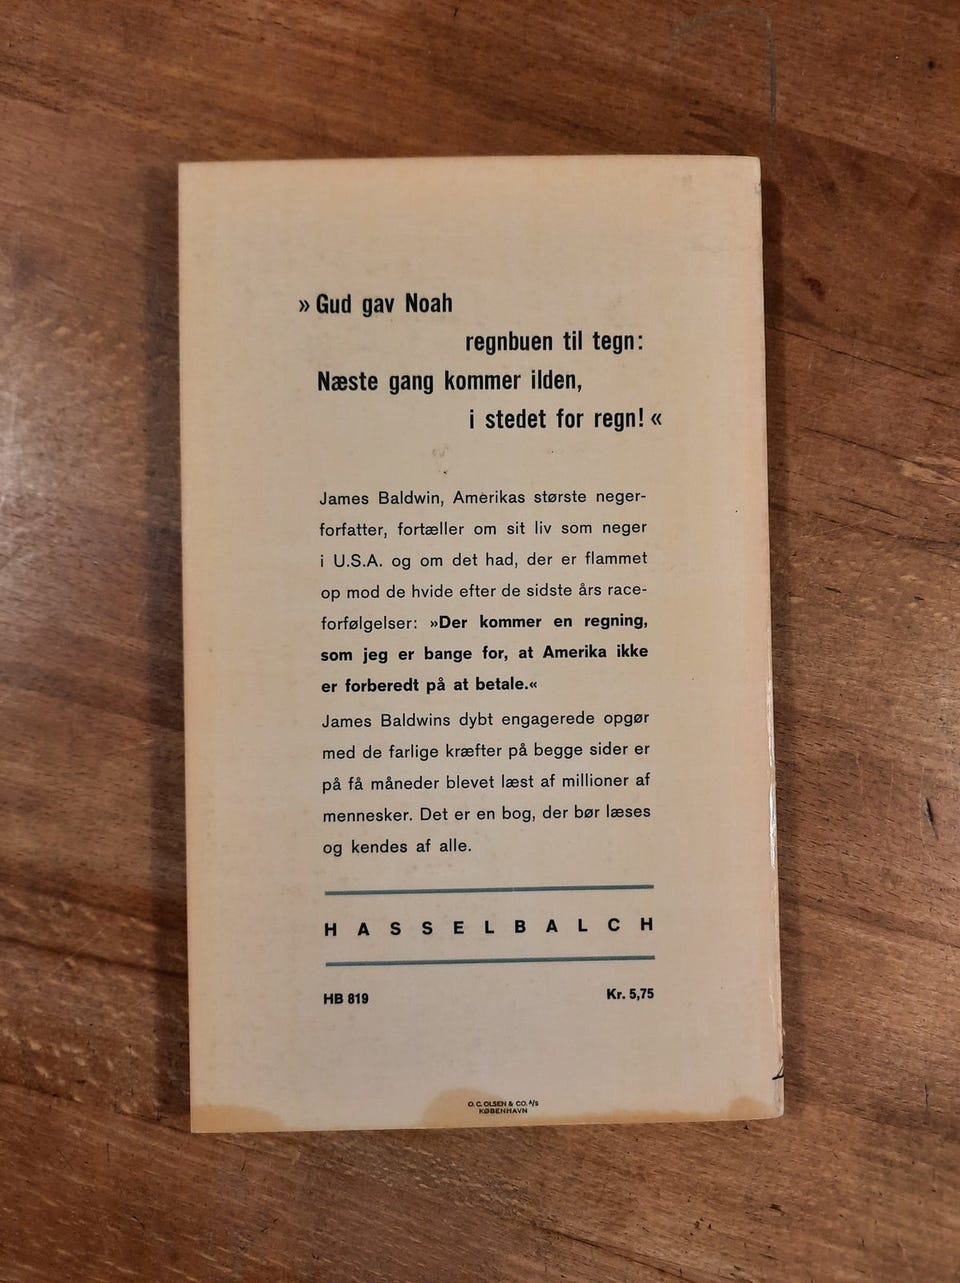 »Gud gav Noah
regnbuen til tegn:
Næste gang kommer ilden,
i stedet for regn!«
James Baldwin, Amerikas største neger-
forfatter, fortæller om sit liv som neger
i U.S.A. og om det had, der er flammet
op mod de hvide efter de sidste års race-
forfølgelser: »Der kommer en regning,
som jeg er bange for, at Amerika ikke
er forberedt på at betale.«
James Baldwins dybt engagerede opgør
med de farlige kræfter på begge sider er
på få måneder blevet læst af millioner af
mennesker. Det er en bog, der bør læses
og kendes af alle.
HASSELBALCH
HB 819 Kr. 5,75
O. C. OLSEN & CO. A/S
KØBENHAVN